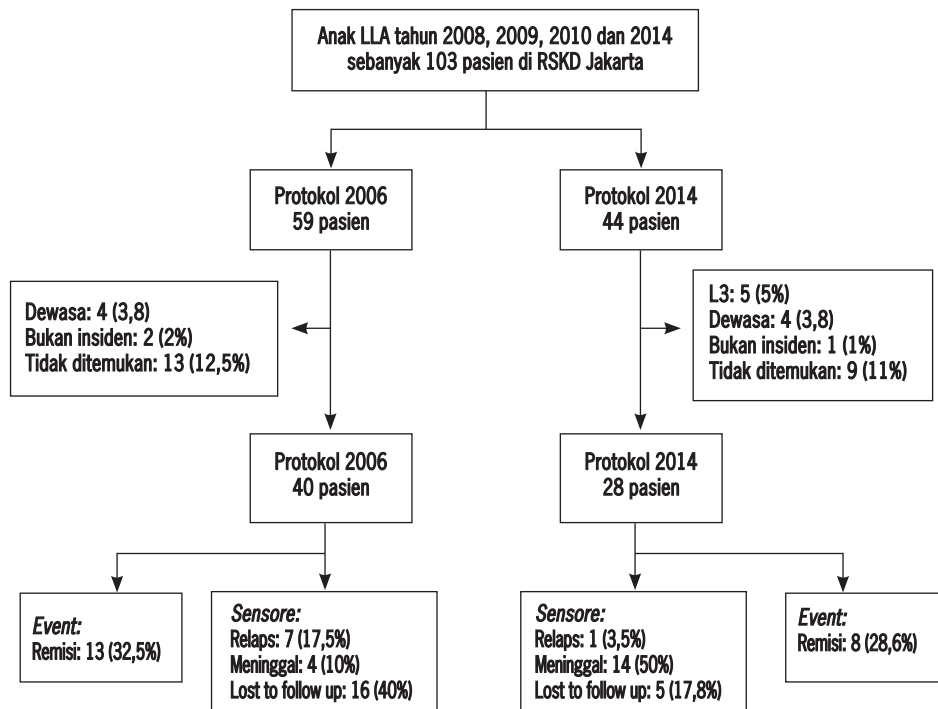 Anak LLA tahun 2008, 2009, 2010 dan 2014
sebanyak 103 pasien di RSKD Jakarta
Protokol 2006
59 pasien
Protokol 2014
44 pasien
Dewasa: 4 (3,8)
Bukan insiden: 2 (2%)
Tidak ditemukan: 13 (12,5%)
L3: 5 (5%)
Dewasa: 4 (3,8)
Bukan insiden: 1 (1%)
Tidak ditemukan: 9 (11%)
Protokol 2006
40 pasien
Protokol 2014
28 pasien
Event:
Remisi: 13 (32,5%)
Sensore:
Relaps: 7 (17,5%)
Meninggal: 4 (10%)
Lost to follow up: 16 (40%)
Sensore:
Relaps: 1 (3,5%)
Meninggal: 14 (50%)
Lost to follow up: 5 (17,8%)
Event:
Remisi: 8 (28,6%)